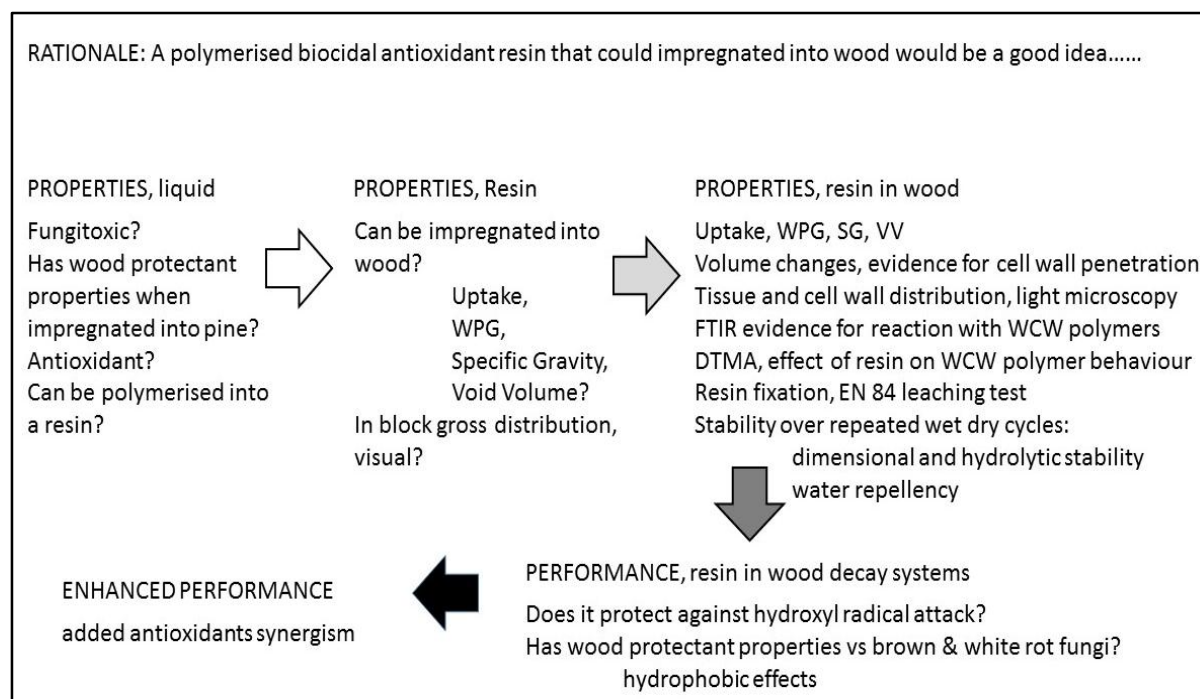 RATIONALE: A polymerised biocidal antioxidant resin that could impregnated into wood would be a good idea......
PROPERTIES, liquid
Fungitoxic?
Has wood protectant
properties when
impregnated into pine?
Antioxidant?
Can be polymerised into
a resin?
PROPERTIES, Resin
Can be impregnated into
wood?
Uptake,
WPG,
Specific Gravity,
Void Volume?
In block gross distribution,
visual?
PROPERTIES, resin in wood
Uptake, WPG, SG, VV
Volume changes, evidence for cell wall penetration
Tissue and cell wall distribution, light microscopy
FTIR evidence for reaction with WCW polymers
DTMA, effect of resin on WCW polymer behaviour
Resin fixation, EN 84 leaching test
Stability over repeated wet dry cycles:
dimensional and hydrolytic stability
water repellency
PERFORMANCE, resin in wood decay systems
Does it protect against hydroxyl radical attack?
Has wood protectant properties vs brown & white rot fungi?
hydrophobic effects
ENHANCED PERFORMANCE
added antioxidants synergism